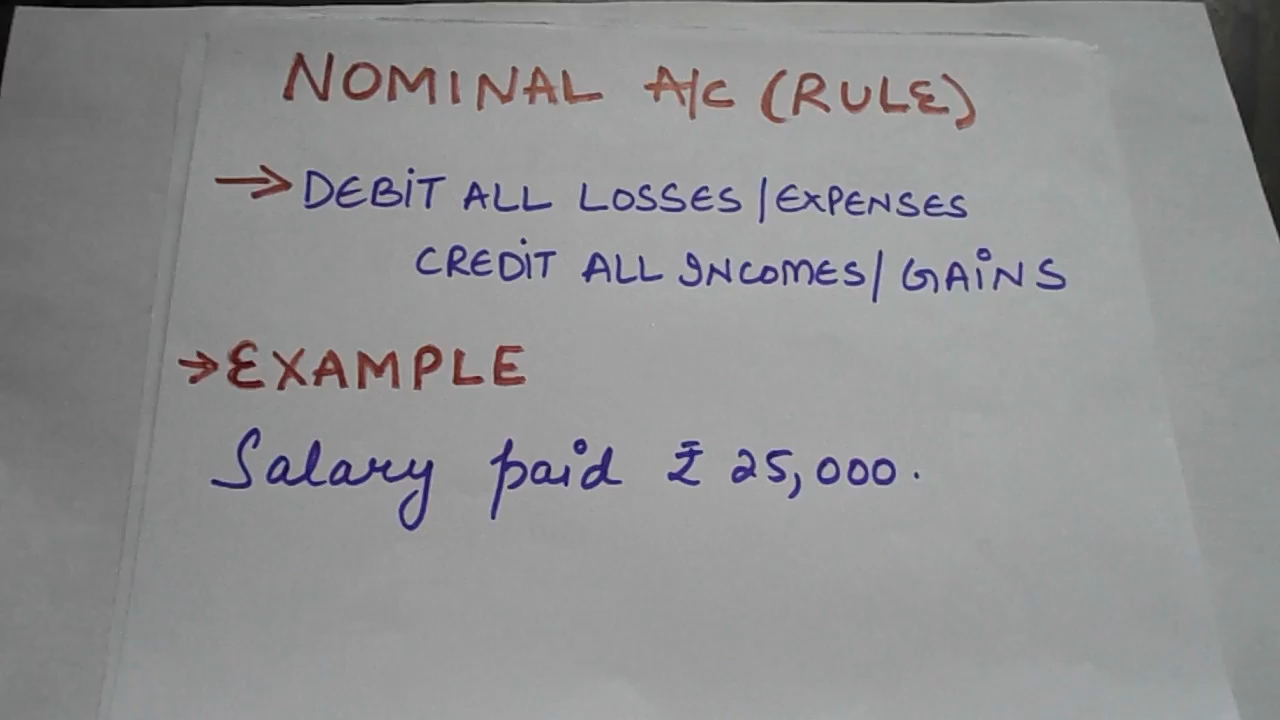 NOMINAL A/C (RULE)
→ DEBIT ALL LOSSES/EXPENSES
CREDIT ALL INCOMES/GAINS
→ EXAMPLE
Salary paid ₹ 25,000.